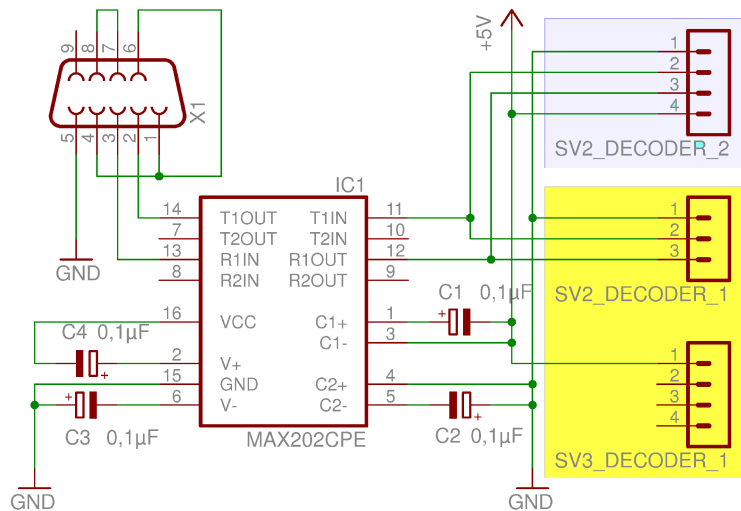 9 8 7 6
5 4 3 2 1
X1
+5V
GND
IC1
14 T1OUT T1IN 11
7 T2OUT T2IN 10
13 R1IN R1OUT 12
8 R2IN R2OUT 9
16 VCC C1+ 1
C1- 3
2 V+
15 GND C2+ 4
6 V- C2- 5
MAX202CPE
C4 0,1µF
+
+
C3 0,1µF
C1 0,1µF
+
+
C2 0,1µF
GND
GND
1
2
3
4
SV2_DECODER_2
1
2
3
SV2_DECODER_1
1
2
3
4
SV3_DECODER_1